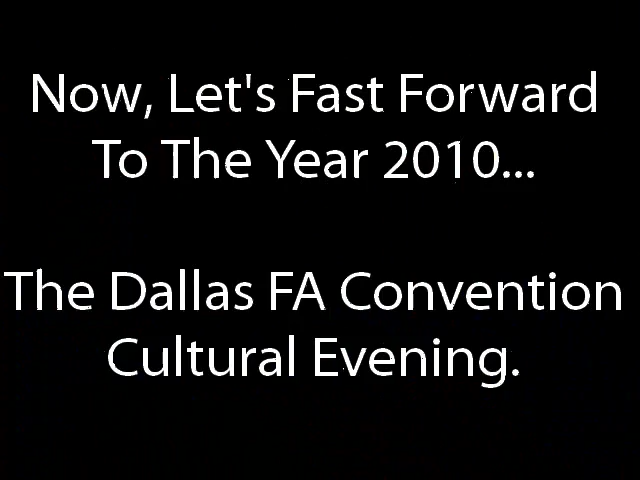 Now, Let's Fast Forward
To The Year 2010...
The Dallas FA Convention
Cultural Evening.